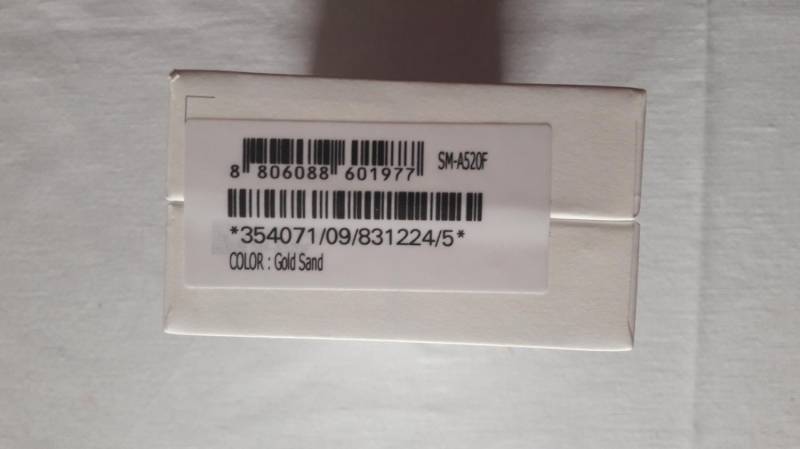 8 806088 601977 SM-A520F
*354071/09/831224/5*
COLOR : Gold Sand